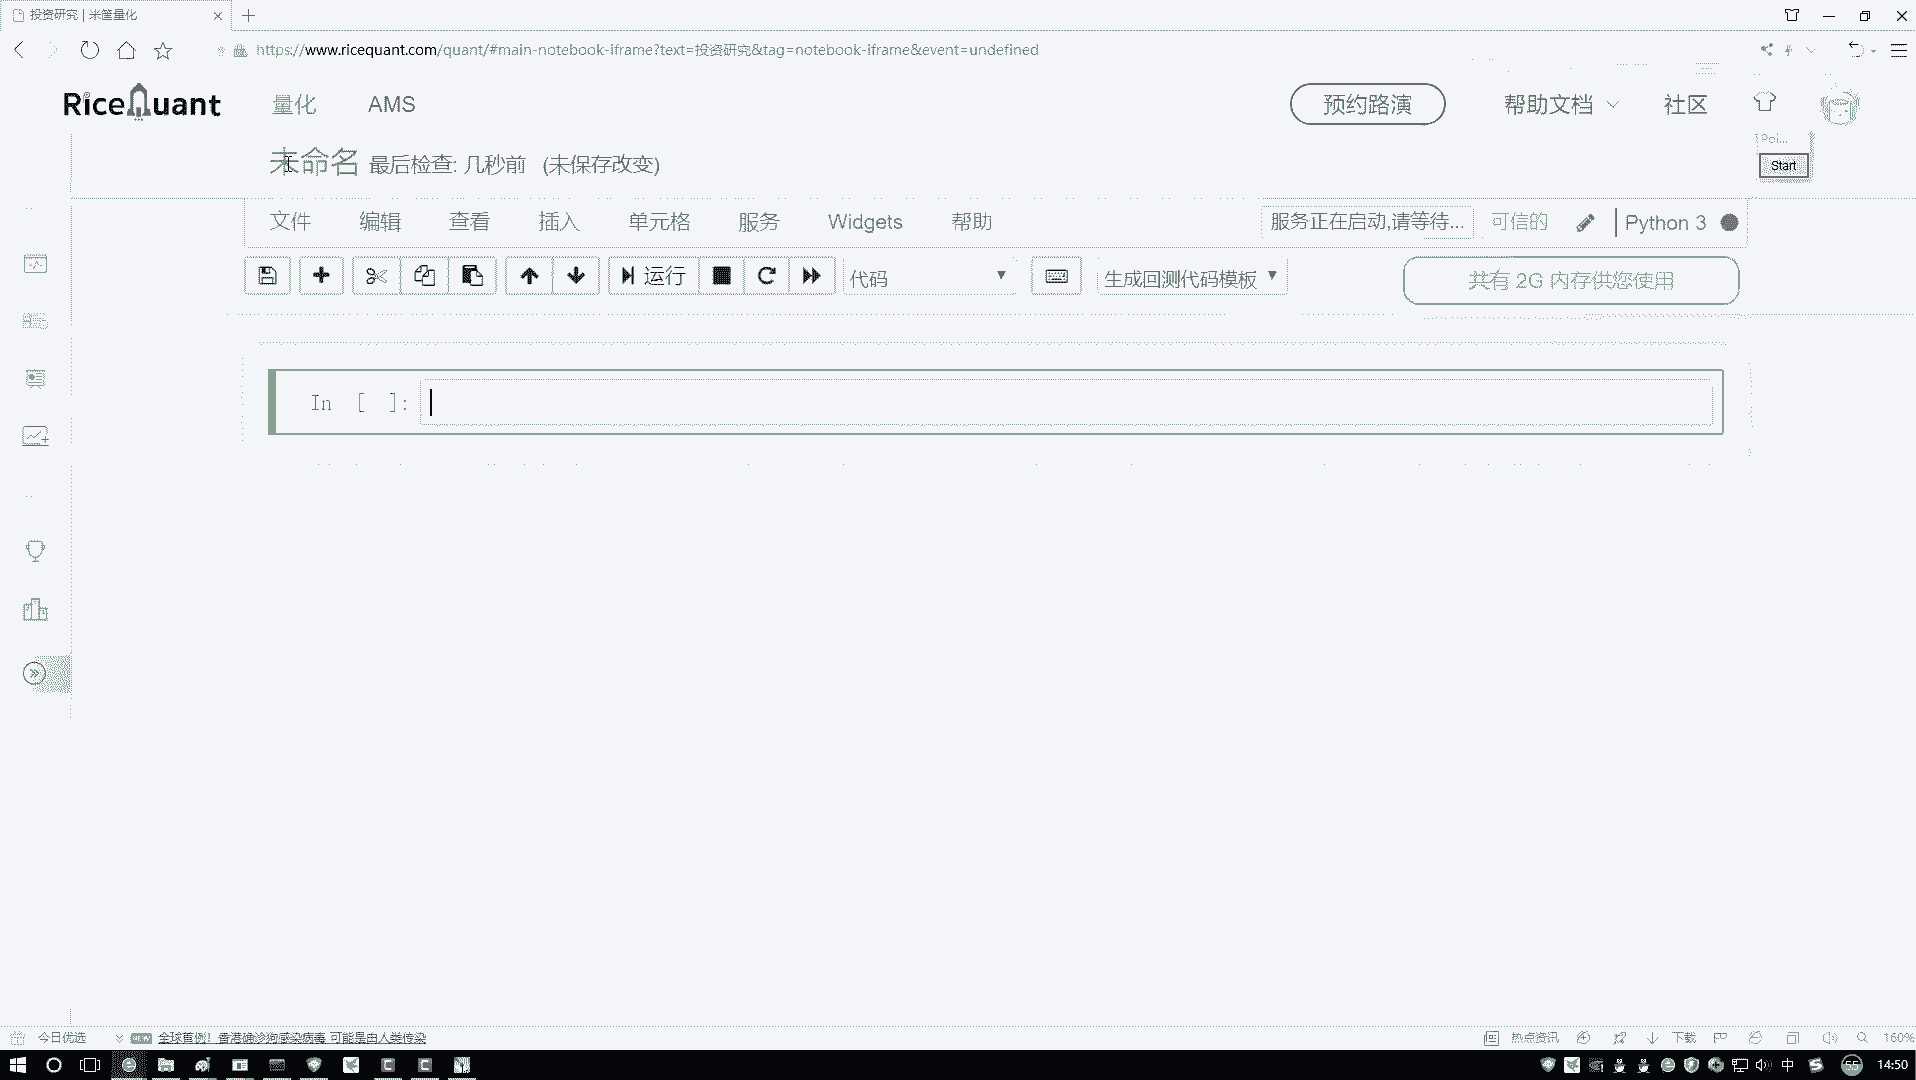 投资研究 | 米筐量化
https://www.ricequant.com/quant/#main-notebook-iframe?text=投资研究&tag=notebook-iframe&event=undefined
RiceQuant 量化 AMS 预约路演 帮助文档 社区
Poi...
Start
未命名 最后检查: 几秒前 (未保存改变)
文件 编辑 查看 插入 单元格 服务 Widgets 帮助 服务正在启动,请等待... 可信的 Python 3
运行 代码 生成回测代码模板 共有 2G 内存供您使用
In [ ]:
今日优选 NEW 全球首例！香港确诊狗感染病毒 可能是由人类传染 热点资讯 下载 160%
中 55 14:50